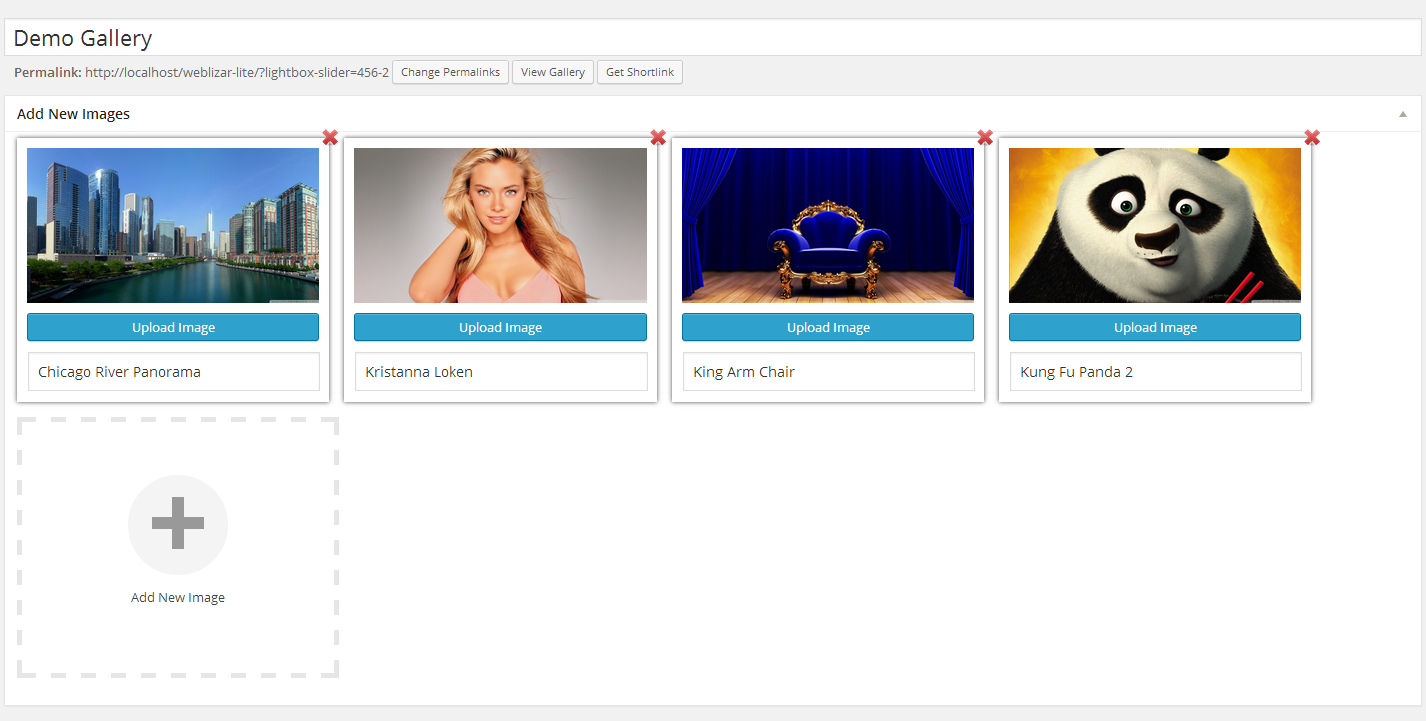 Demo Gallery
Permalink: http://localhost/weblizar-lite/?lightbox-slider=456-2 Change Permalinks View Gallery Get Shortlink
Add New Images
Upload Image Upload Image Upload Image Upload Image
Chicago River Panorama Kristanna Loken King Arm Chair Kung Fu Panda 2
Add New Image